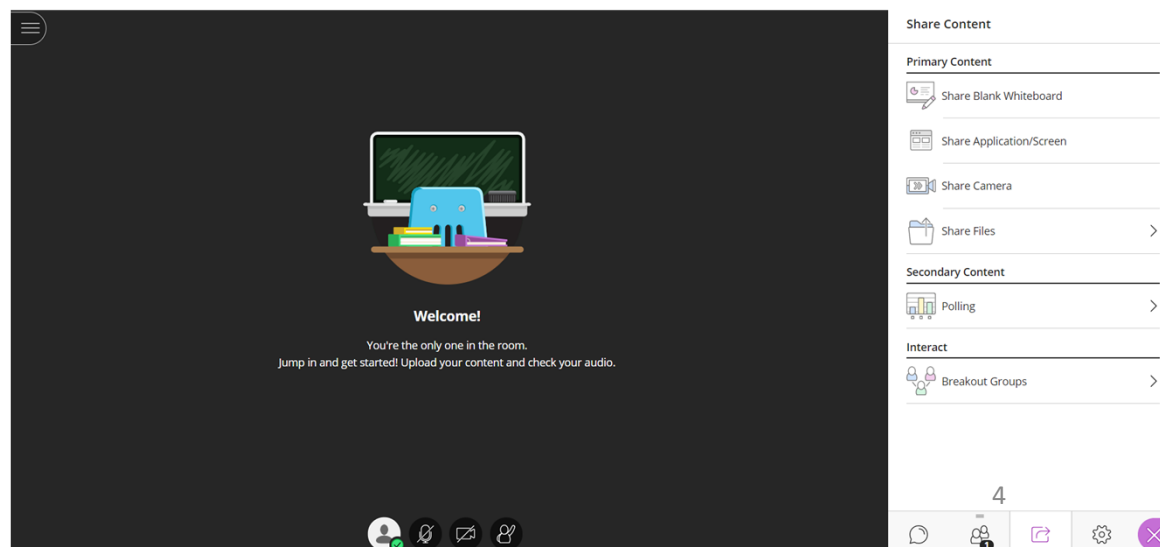 Share Content
Primary Content
Share Blank Whiteboard
Share Application/Screen
Share Camera
Share Files
Secondary Content
Polling
Interact
Breakout Groups
Welcome!
You're the only one in the room.
Jump in and get started! Upload your content and check your audio.
4
1